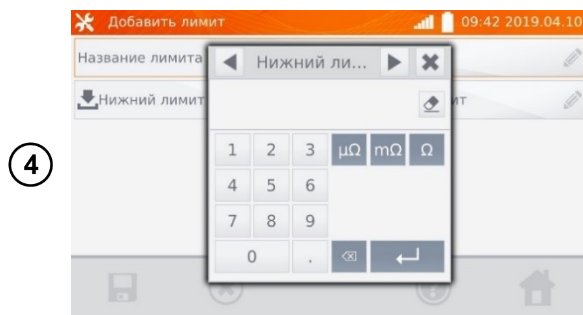 Добавить лимит 09:42 2019.04.10
Название лимита
Нижний ли...
Нижний лимит
ит
4
1 2 3 µΩ mΩ Ω
4 5 6
7 8 9
0 .